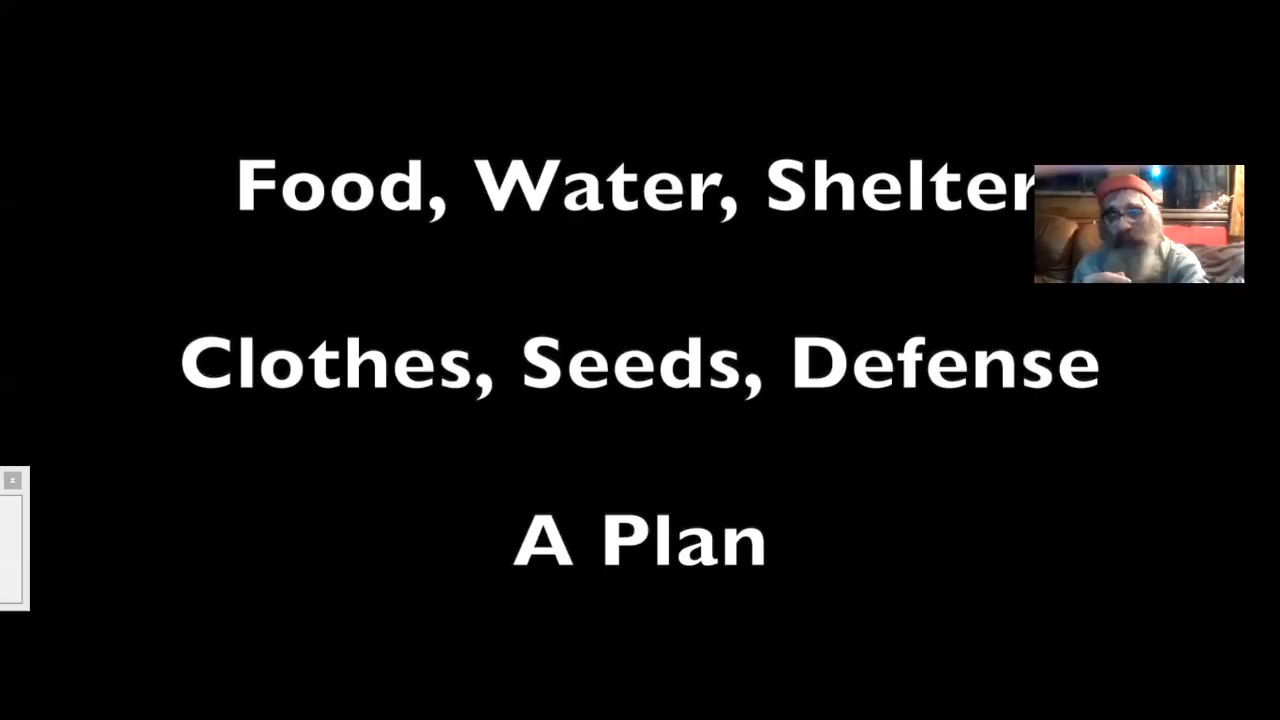 Food, Water, Shelter
Clothes, Seeds, Defense
A Plan
x